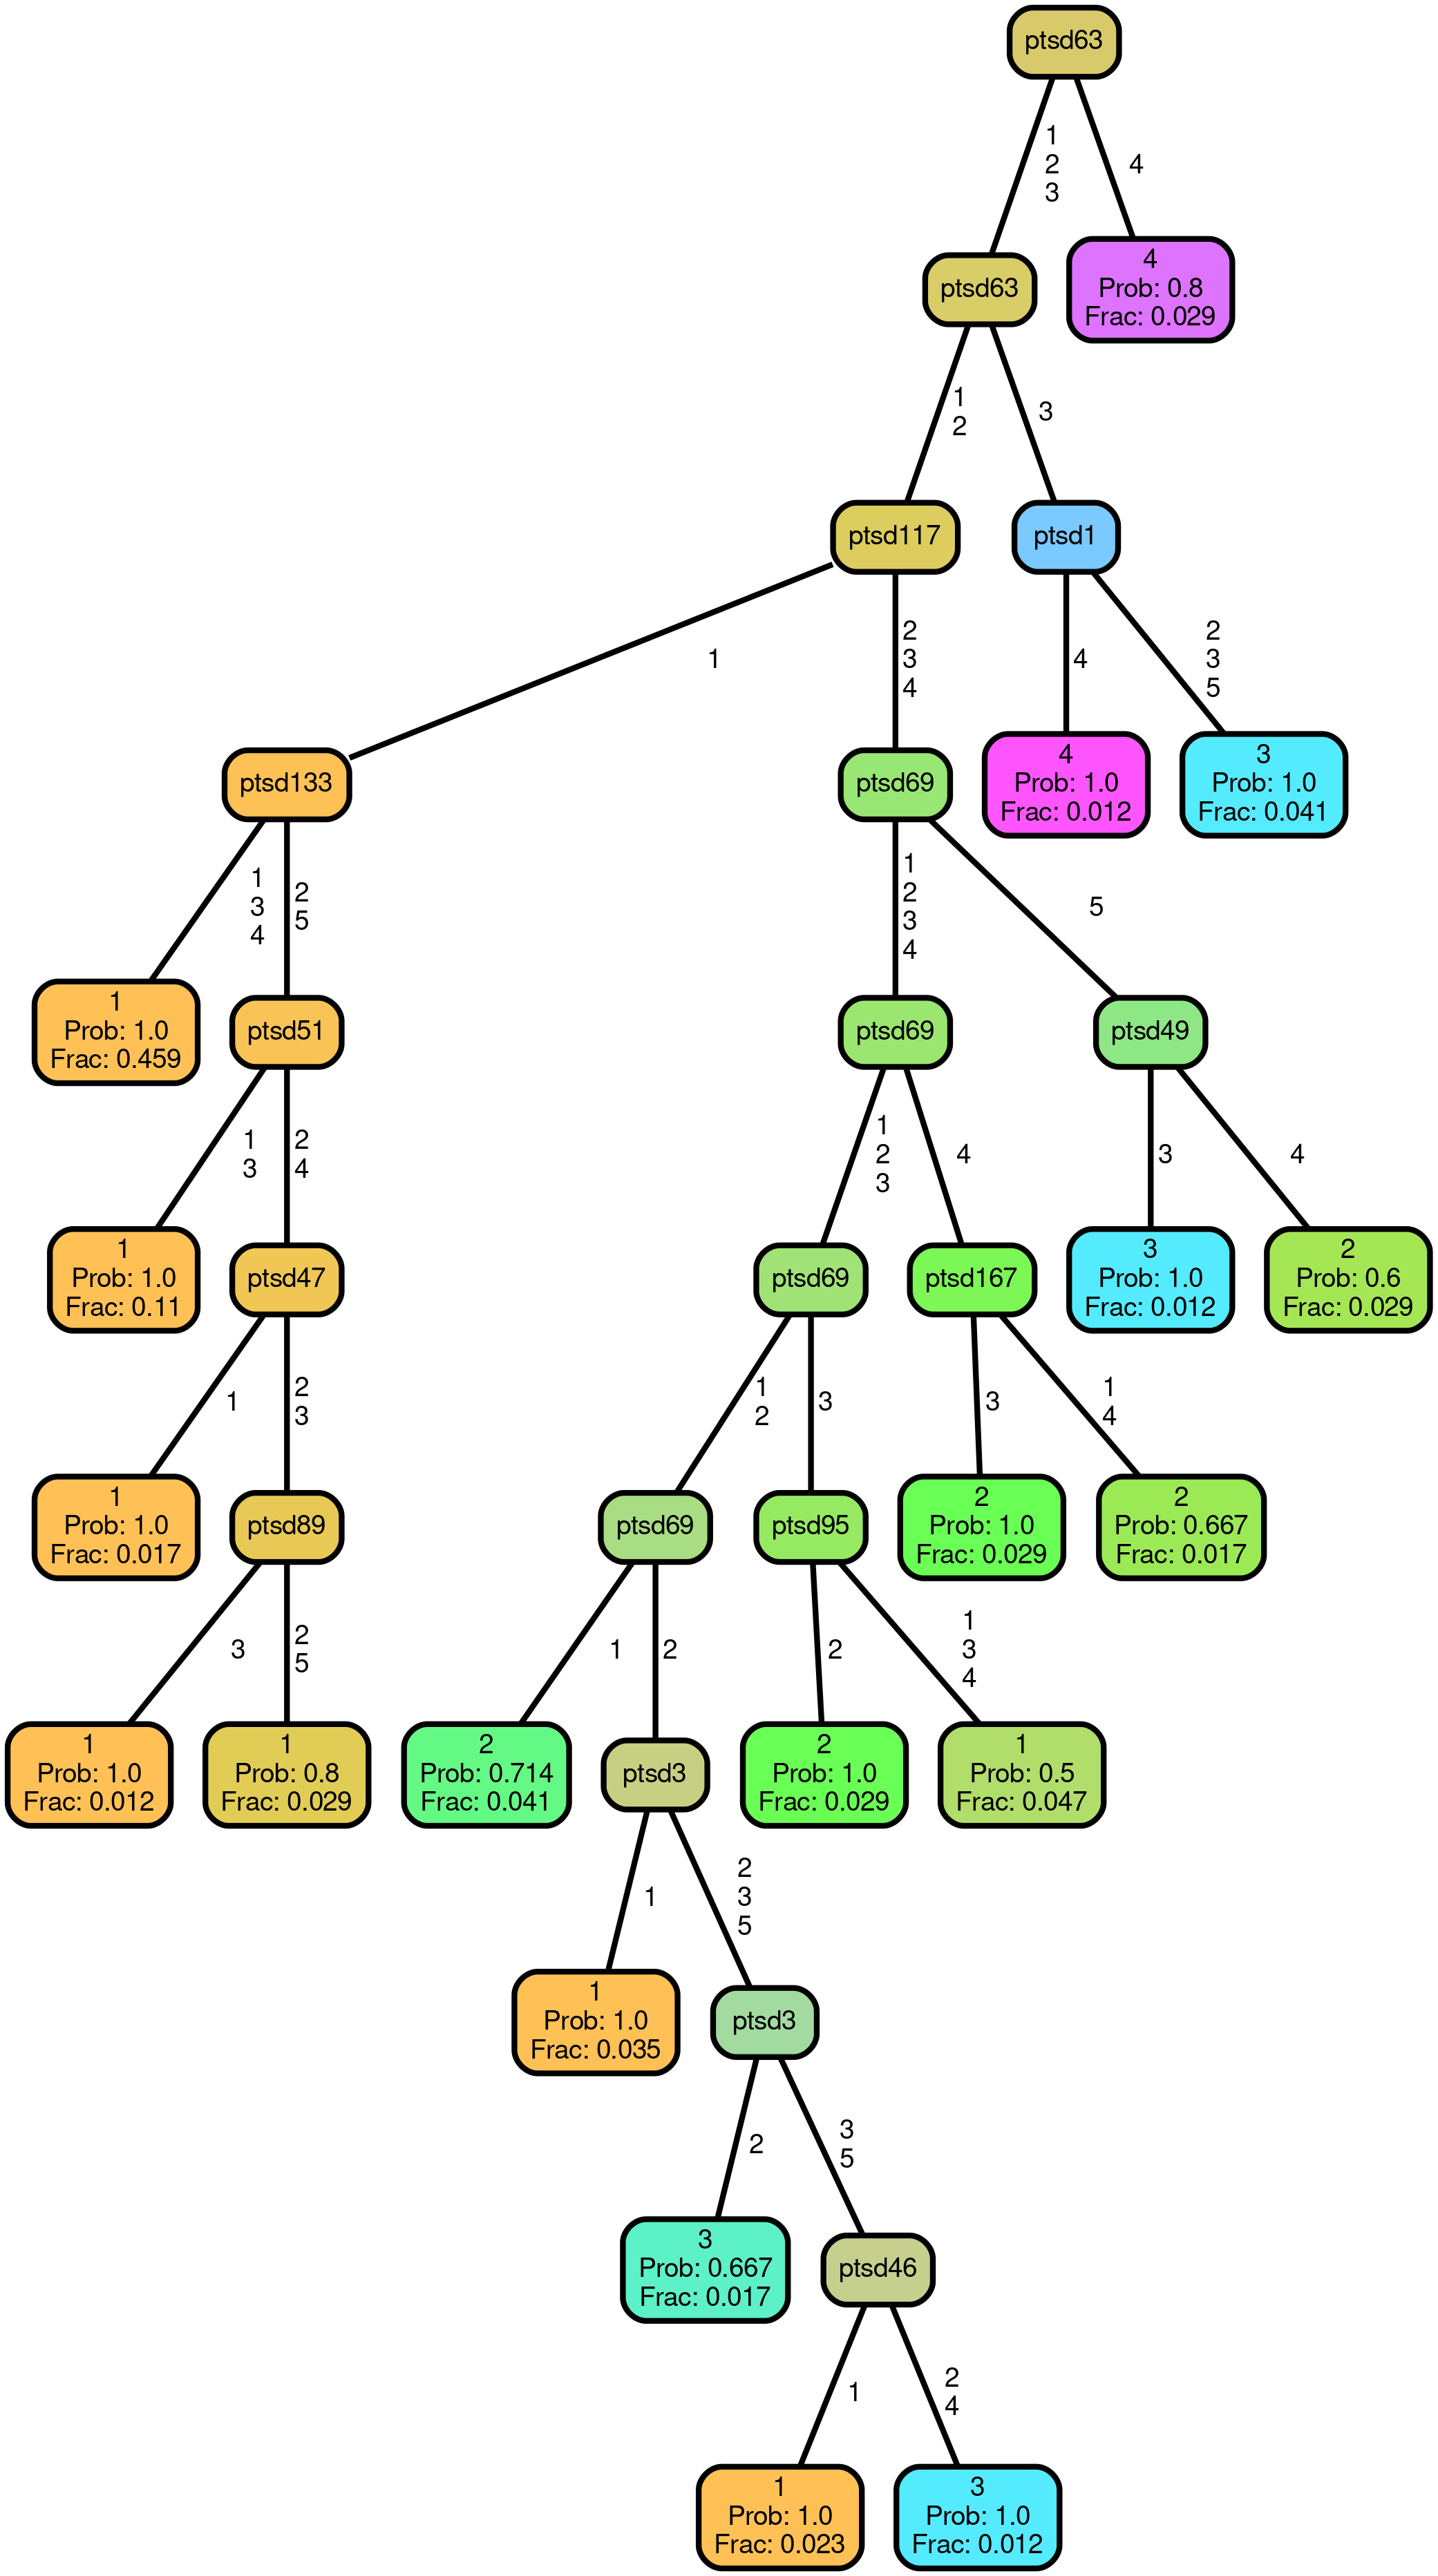 ptsd63
1
2
3
4
ptsd63
4
Prob: 0.8
Frac: 0.029
1
2
3
ptsd117
ptsd1
1
2
3
4
4
2
3
5
ptsd133
ptsd69
4
Prob: 1.0
Frac: 0.012
3
Prob: 1.0
Frac: 0.041
1
3
4
2
5
1
2
3
4
5
1
Prob: 1.0
Frac: 0.459
ptsd51
ptsd69
ptsd49
1
3
2
4
1
2
3
4
3
4
1
Prob: 1.0
Frac: 0.11
ptsd47
ptsd69
ptsd167
3
Prob: 1.0
Frac: 0.012
2
Prob: 0.6
Frac: 0.029
1
2
3
1
2
3
3
1
4
1
Prob: 1.0
Frac: 0.017
ptsd89
ptsd69
ptsd95
2
Prob: 1.0
Frac: 0.029
2
Prob: 0.667
Frac: 0.017
3
2
5
1
2
2
1
3
4
1
Prob: 1.0
Frac: 0.012
1
Prob: 0.8
Frac: 0.029
2
Prob: 0.714
Frac: 0.041
ptsd3
2
Prob: 1.0
Frac: 0.029
1
Prob: 0.5
Frac: 0.047
1
2
3
5
1
Prob: 1.0
Frac: 0.035
ptsd3
2
3
5
3
Prob: 0.667
Frac: 0.017
ptsd46
1
2
4
1
Prob: 1.0
Frac: 0.023
3
Prob: 1.0
Frac: 0.012